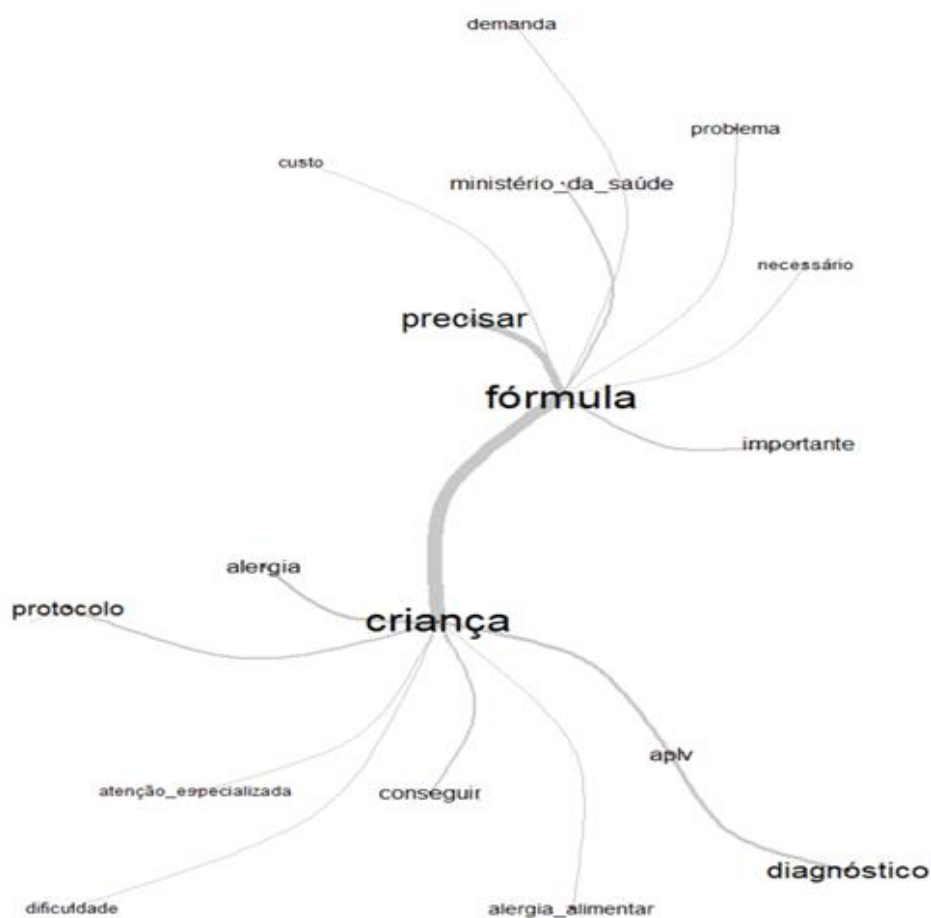 demanda
problema
custo
ministério_da_saúde
necessário
precisar
fórmula
importante
alergia
protocolo
criança
aplv
atenção_especializada
conseguir
diagnóstico
dificuldade
alergia_alimentar